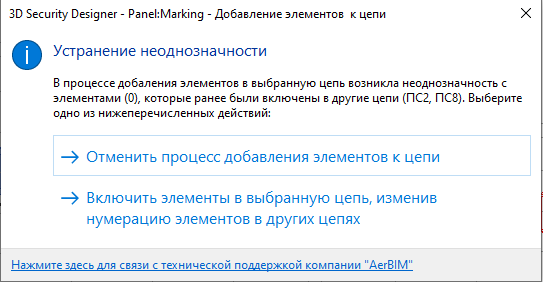 3D Security Designer - Panel:Marking - Добавление элементов к цепи
Устранение неоднозначности
В процессе добаления элементов в выбранную цепь возникла неоднозначность с
элементами (0), которые ранее были включены в другие цепи (ПС2, ПС8). Выберите
одно из нижеперечисленных действий:
Отменить процесс добавления элементов к цепи
Включить элементы в выбранную цепь, изменив
нумерацию элементов в других цепях
Нажмите здесь для связи с технической поддержкой компании "AerBIM"